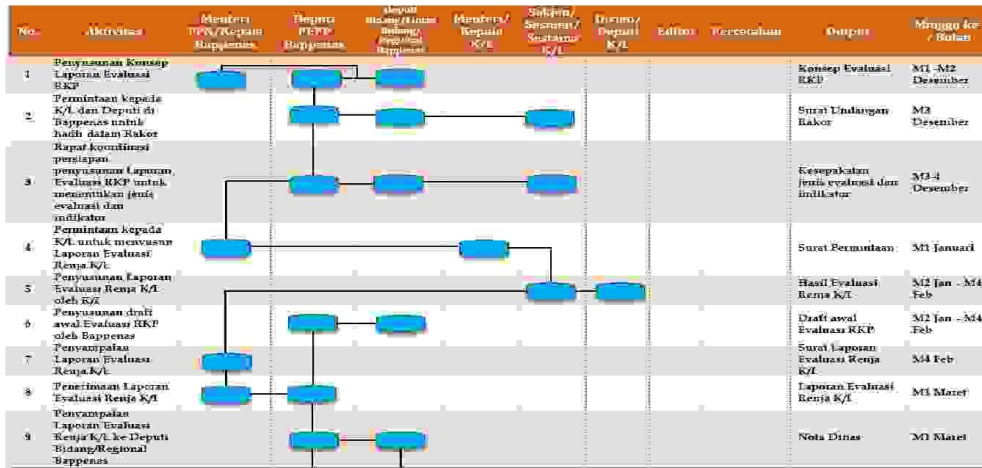 No.
Aktivitas
Menteri
PPN/Kepala
Bappenas
Deputi
PEPP
Bappenas
Deputi
Bappenas
Menteri/
Kepala
K/L
Sekjen/
Sestama
K/L
Deputi
K/L
Editor
Percetakan
Output
Minggu ke
/ Bulan
1
Penyusunan Konsep
Laporan Evaluasi
RKP
Konsep Evaluasi
RKP
M1 -M2
Desember
2
Permintaan kepada
K/L dan Deputi di
Bappenas untuk
hadir dalam Rakor
Surat Undangan
Rakor
M3
Desember
3
Rapat koordinasi
persiapan
penyusunan Laporan
Evaluasi RKP untuk
menentukan jenis
evaluasi dan
indikator
Kesepakatan
jenis evaluasi dan
indikator
M3-4
Desember
4
Permintaan kepada
K/L untuk menyusun
Laporan Evaluasi
Renja K/L
Surat Permintaan
M1 Januari
5
Penyusunan Laporan
Evaluasi Renja K/L
oleh K/L
Hasil Evaluasi
Renja K/L
M2 Jan - M4
Feb
6
Penyusunan draft
awal Evaluasi RKP
oleh Bappenas
Draft awal
Evaluasi RKP
M2 Jan - M4
Feb
7
Penyampaian
Laporan Evaluasi
Renja K/L
Surat Laporan
Evaluasi Renja
K/L
M4 Feb
8
Penerimaan Laporan
Evaluasi Renja K/L
Laporan Evaluasi
Renja K/L
M1 Maret
9
Penyampaian
Laporan Evaluasi
Renja K/L ke Deputi
Bidang/Regional
Bappenas
Nota Dinas
M1 Maret